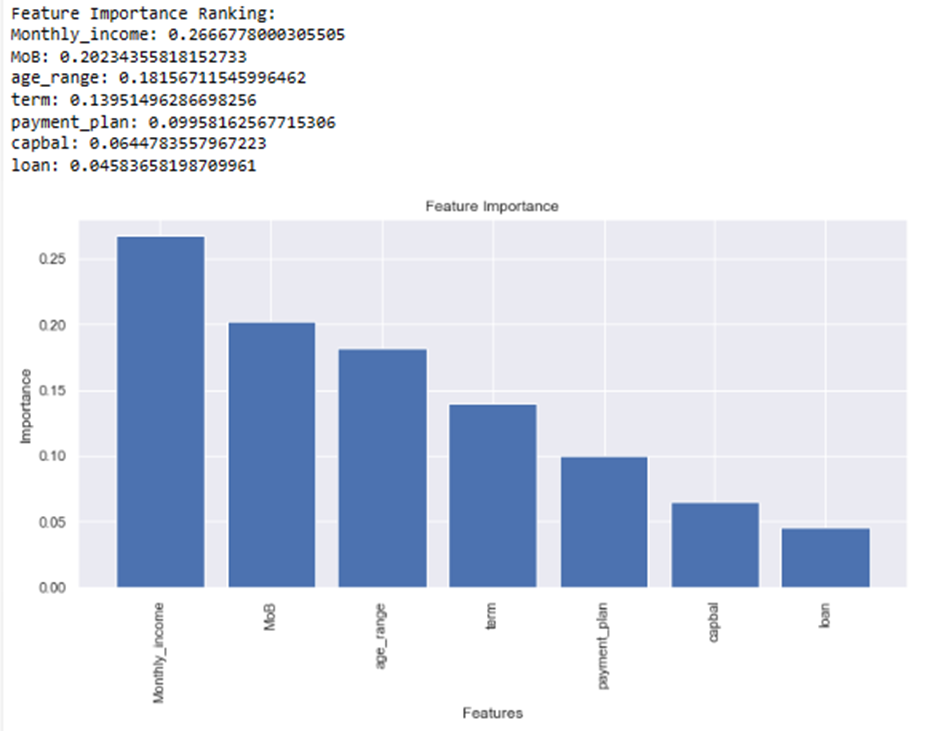 Feature Importance Ranking:
Monthly_income: 0.2666778000305505
MoB: 0.20234355818152733
age_range: 0.18156711545996462
term: 0.13951496286698256
payment_plan: 0.09958162567715306
capbal: 0.0644783557967223
loan: 0.04583658198709961
Feature Importance
Importance
0.25
0.20
0.15
0.10
0.05
0.00
Monthly_income
MoB
age_range
term
payment_plan
capbal
loan
Features